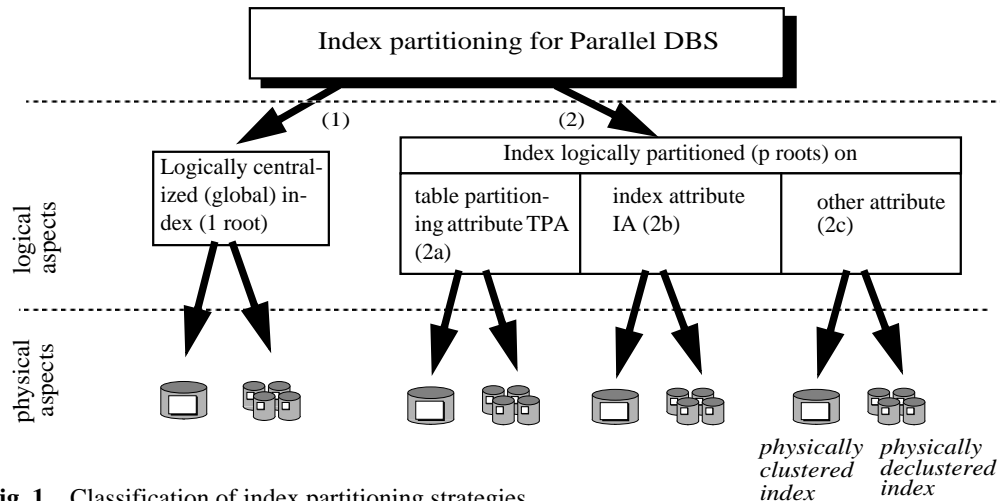 Index partitioning for Parallel DBS
(1)
(2)
Logically central-
ized (global) in-
dex (1 root)
Index logically partitioned (p roots) on
table partition-
ing attribute TPA
(2a)
index attribute
IA (2b)
other attribute
(2c)
logical
aspects
physical
aspects
physically
clustered
index
physically
declustered
index
Fig. 1. Classification of index partitioning strategies